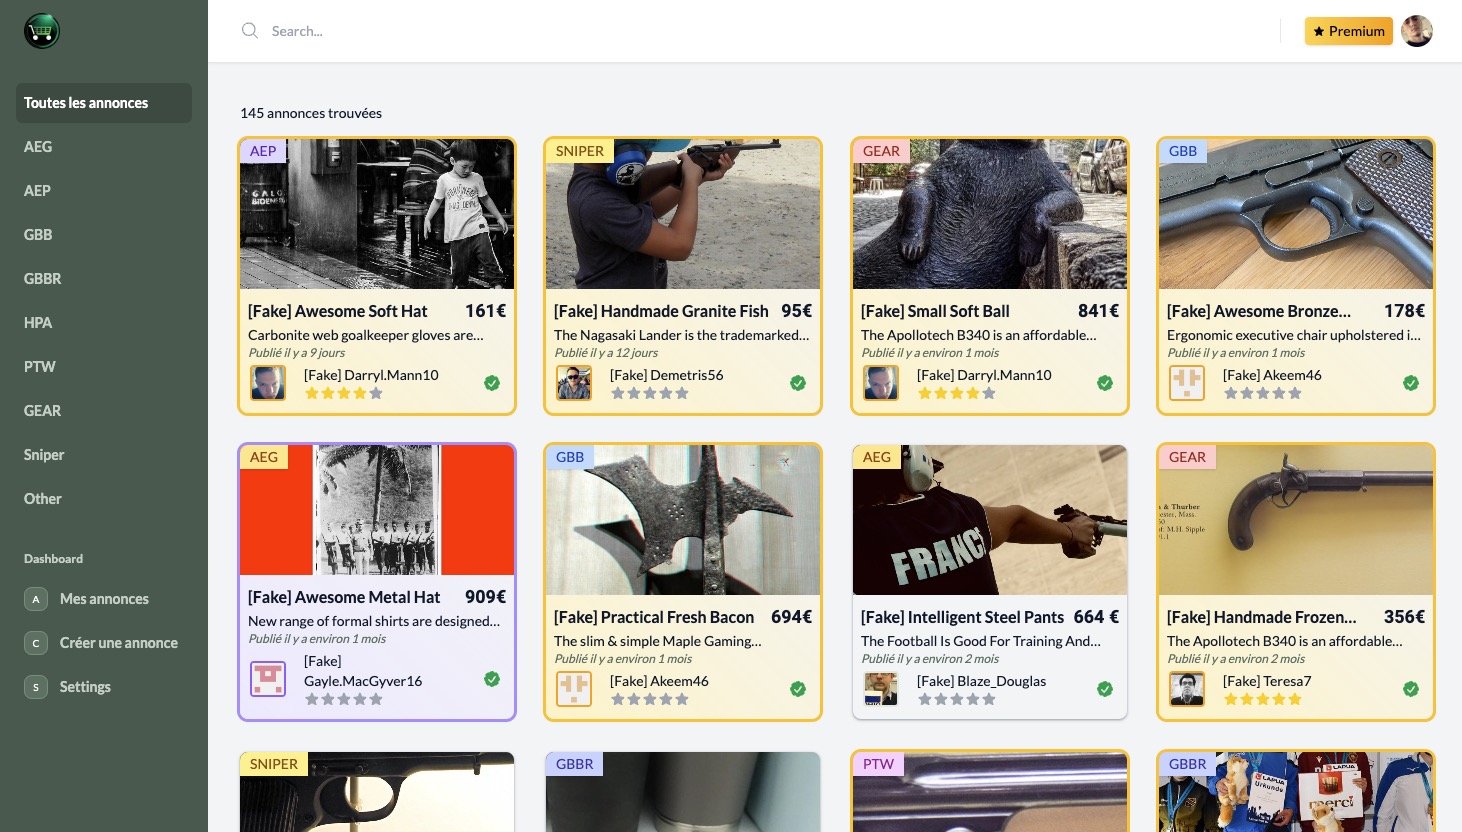 Search...
Premium
Toutes les annonces
AEG
AEP
GBB
GBBR
HPA
PTW
GEAR
Sniper
Other
Dashboard
A Mes annonces
C Créer une annonce
S Settings
145 annonces trouvées
AEP
[Fake] Awesome Soft Hat 161€
Carbonite web goalkeeper gloves are...
Publié il y a 9 jours
[Fake] Darryl.Mann10
SNIPER
[Fake] Handmade Granite Fish 95€
The Nagasaki Lander is the trademarked...
Publié il y a 12 jours
[Fake] Demetris56
GEAR
[Fake] Small Soft Ball 841€
The Apollotech B340 is an affordable...
Publié il y a environ 1 mois
[Fake] Darryl.Mann10
GBB
[Fake] Awesome Bronze... 178€
Ergonomic executive chair upholstered i...
Publié il y a environ 1 mois
[Fake] Akeem46
AEG
[Fake] Awesome Metal Hat 909€
New range of formal shirts are designed...
Publié il y a environ 1 mois
[Fake]
Gayle.MacGyver16
GBB
[Fake] Practical Fresh Bacon 694€
The slim & simple Maple Gaming...
Publié il y a environ 1 mois
[Fake] Akeem46
AEG
FRANC
[Fake] Intelligent Steel Pants 664 €
The Football Is Good For Training And...
Publié il y a environ 2 mois
[Fake] Blaze_Douglas
GEAR
& Thurber
Mass.
M.H. Sipple
[Fake] Handmade Frozen... 356€
The Apollotech B340 is an affordable...
Publié il y a environ 2 mois
[Fake] Teresa7
SNIPER
GBBR
PTW
GBBR
LAPUA
Urkunde
LAPUA
merci